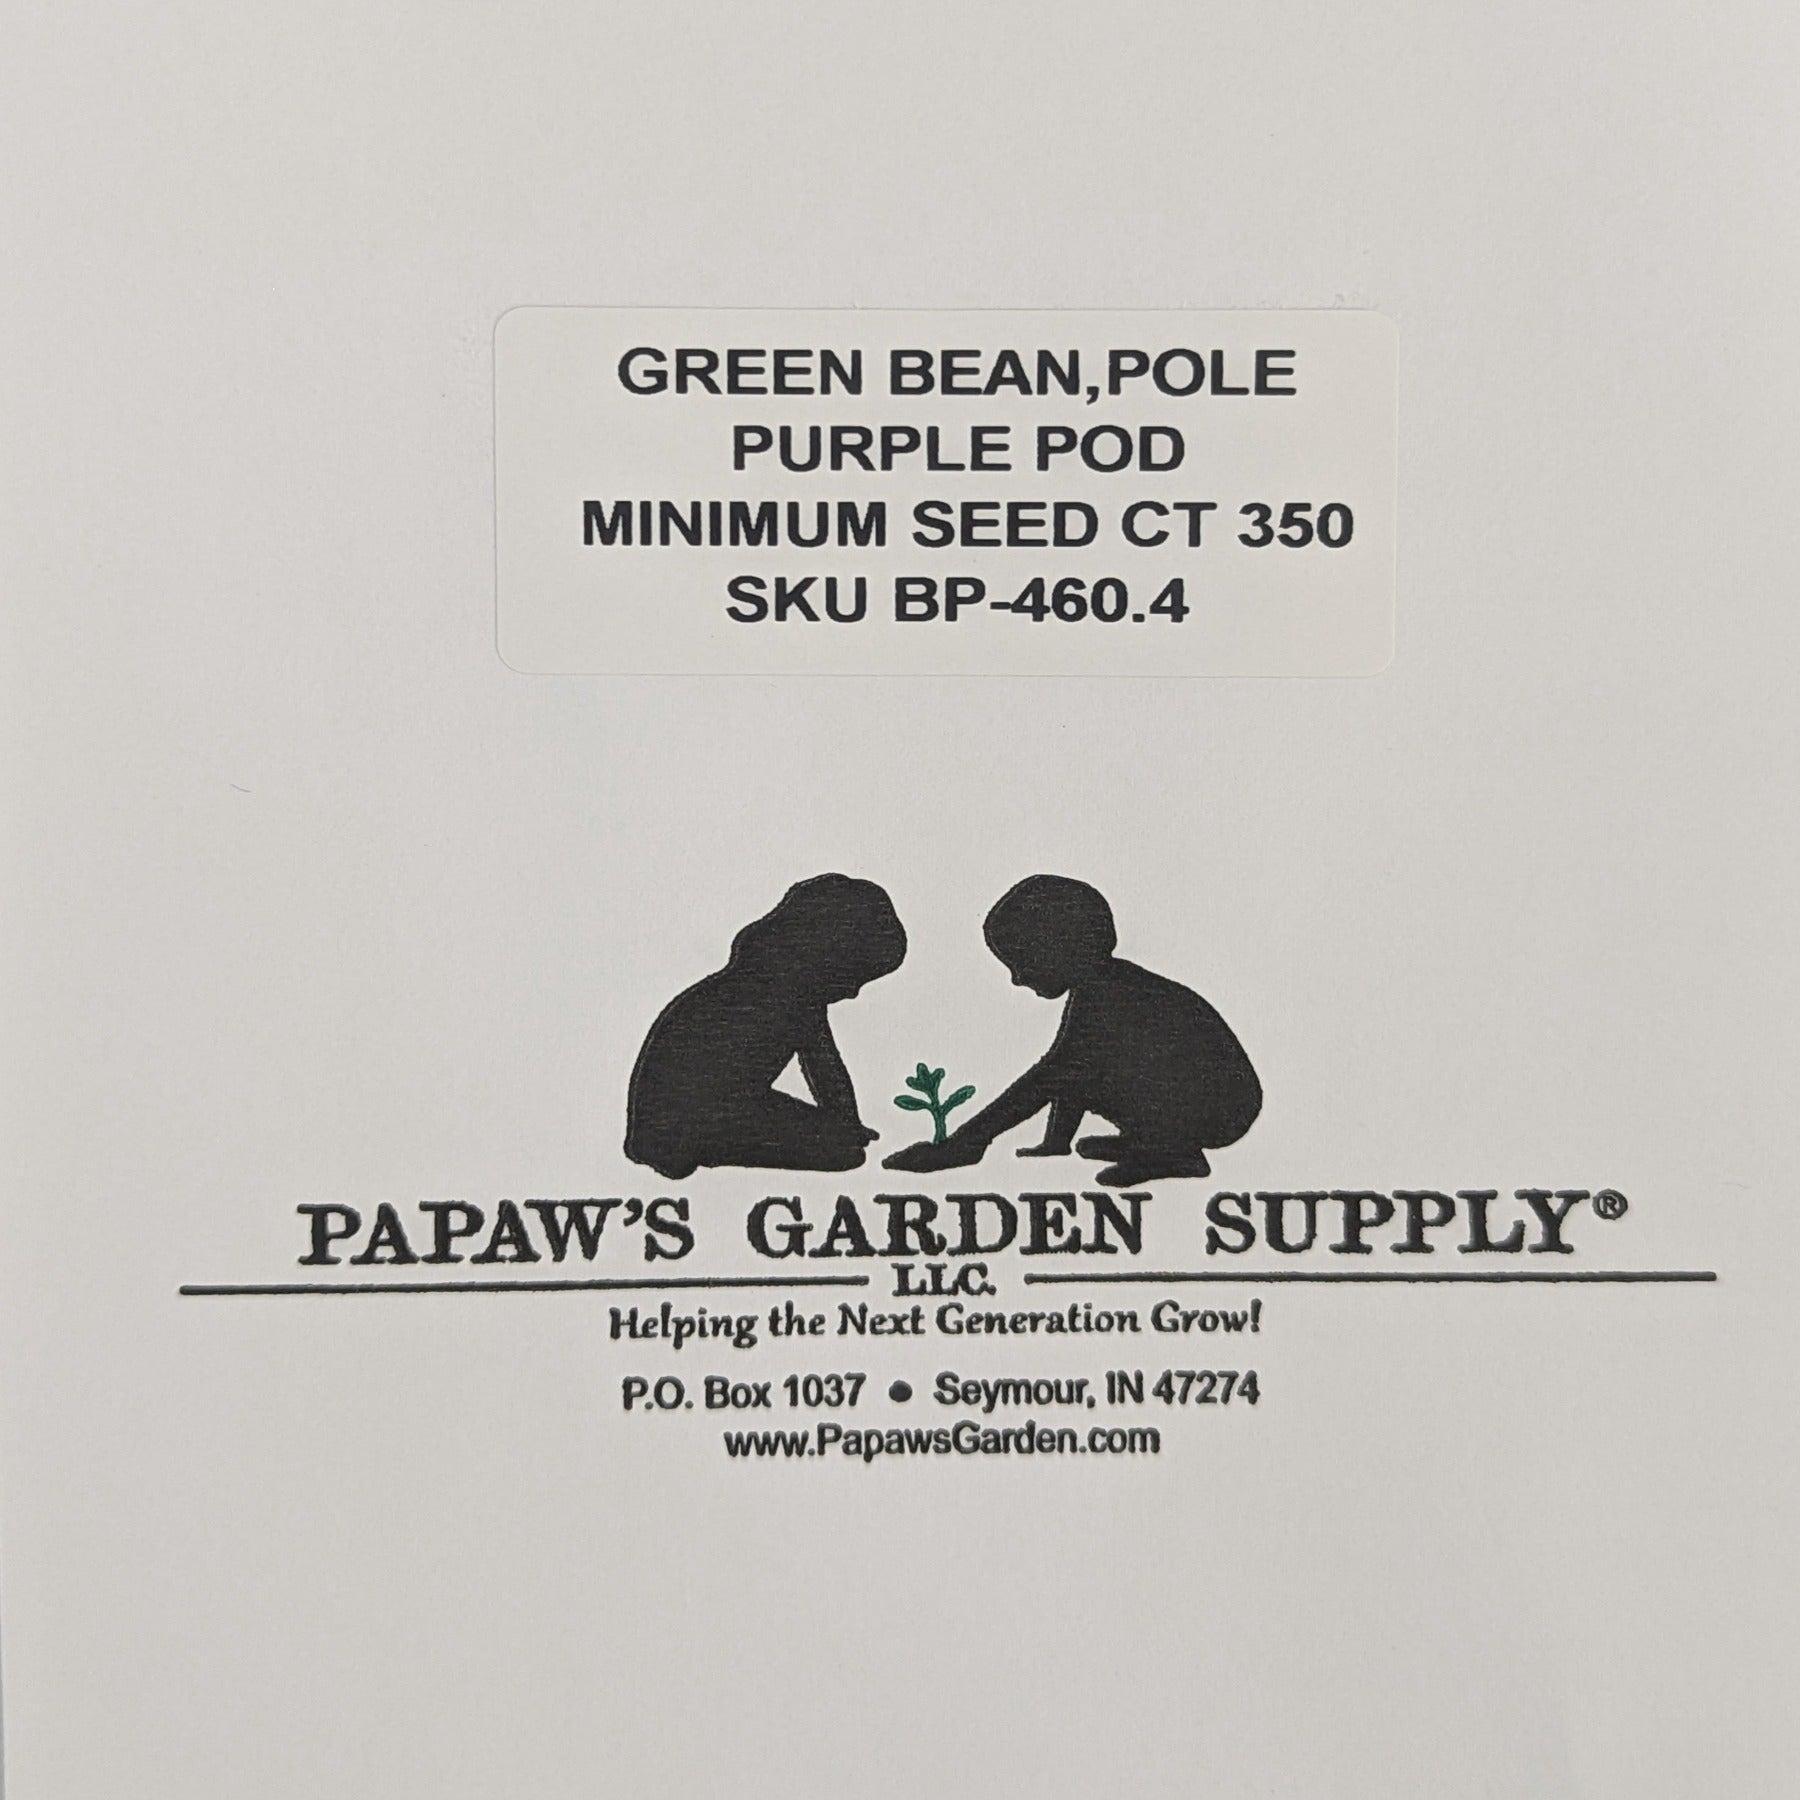 GREEN BEAN,POLE
PURPLE POD
MINIMUM SEED CT 350
SKU BP-460.4
PAPAW'S GARDEN SUPPLY®
LLC.
Helping the Next Generation Grow!
P.O. Box 1037 • Seymour, IN 47274
www.PapawsGarden.com